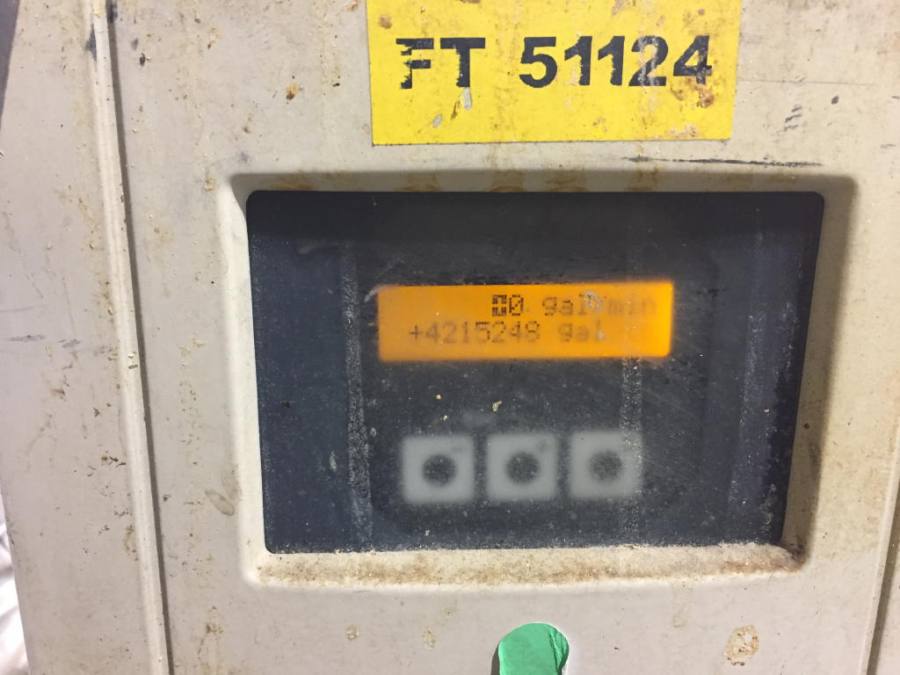 FT 51124
+0 gal/min
+4215248 gal